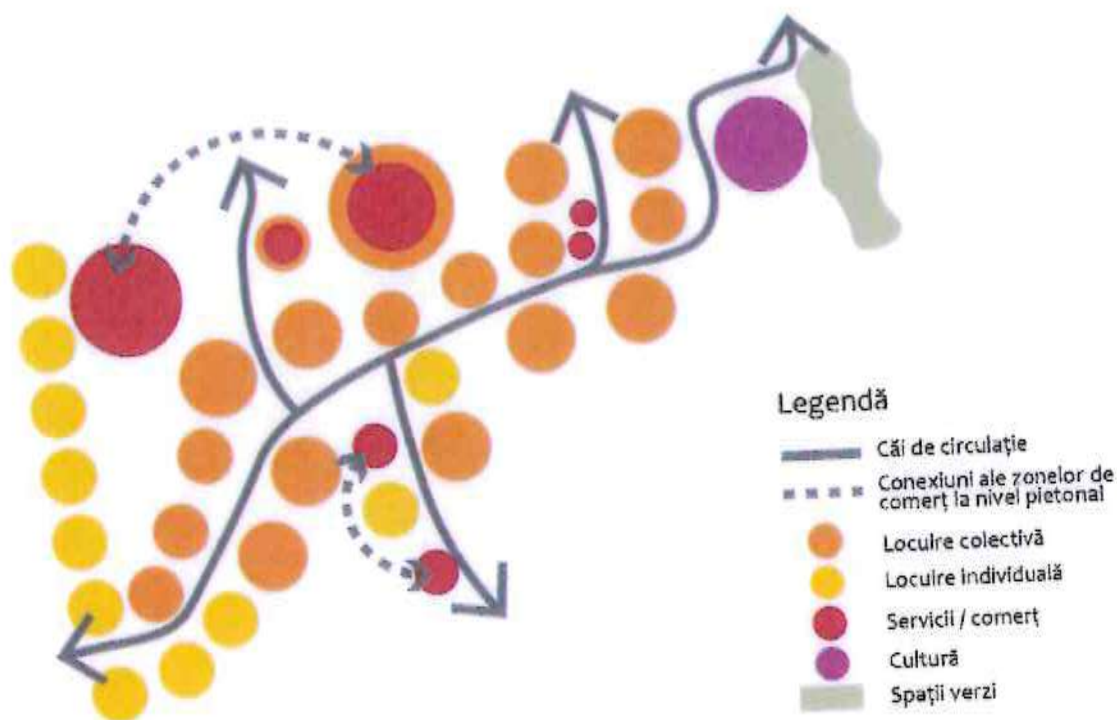 Legendă
Căi de circulație
Conexiuni ale zonelor de
comerț la nivel pietonal
Locuire colectivă
Locuire individuală
Servicii / comerț
Cultură
Spații verzi